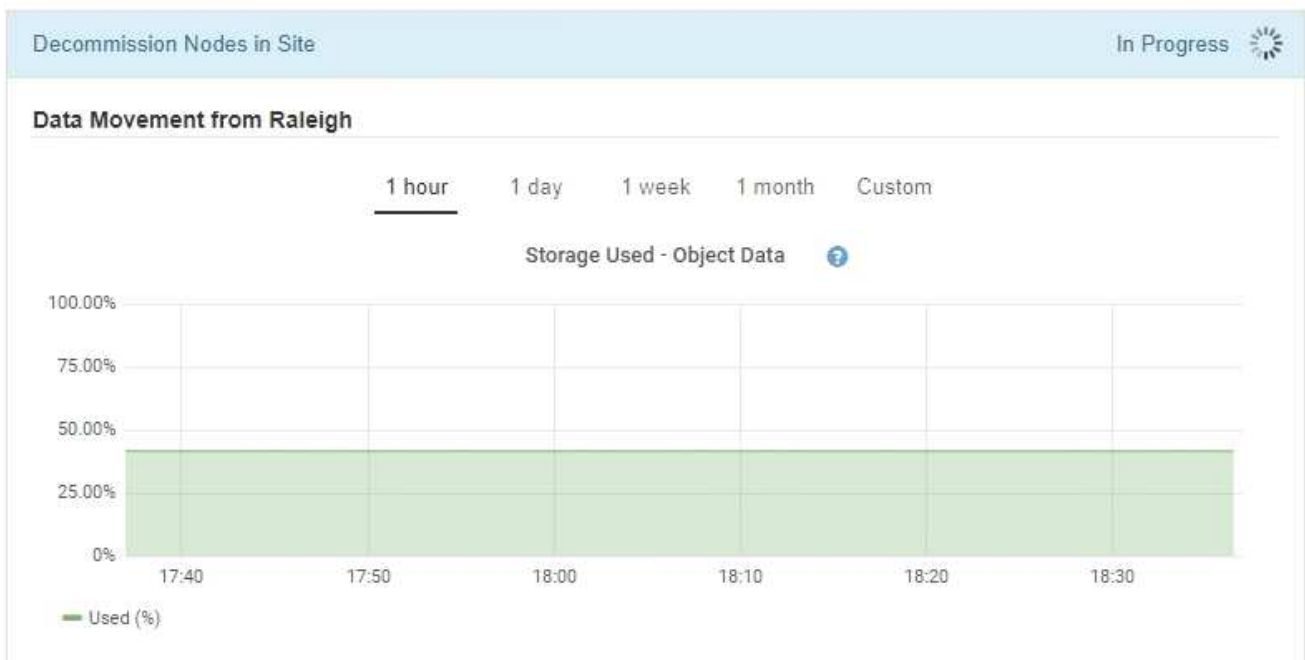 Decommission Nodes in Site In Progress
Data Movement from Raleigh
1 hour 1 day 1 week 1 month Custom
Storage Used - Object Data ?
100.00%
75.00%
50.00%
25.00%
0%
17:40 17:50 18:00 18:10 18:20 18:30
Used (%)